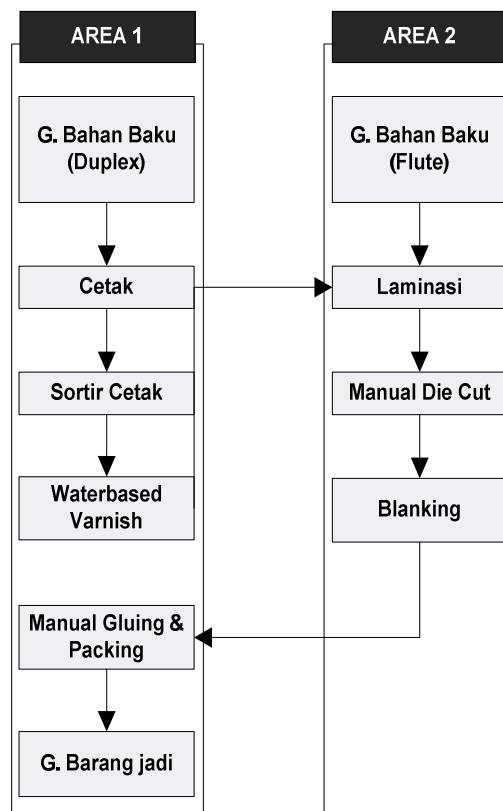 AREA 1
G. Bahan Baku
(Duplex)
Cetak
Sortir Cetak
Waterbased
Varnish
Manual Gluing &
Packing
G. Barang jadi
AREA 2
G. Bahan Baku
(Flute)
Laminasi
Manual Die Cut
Blanking